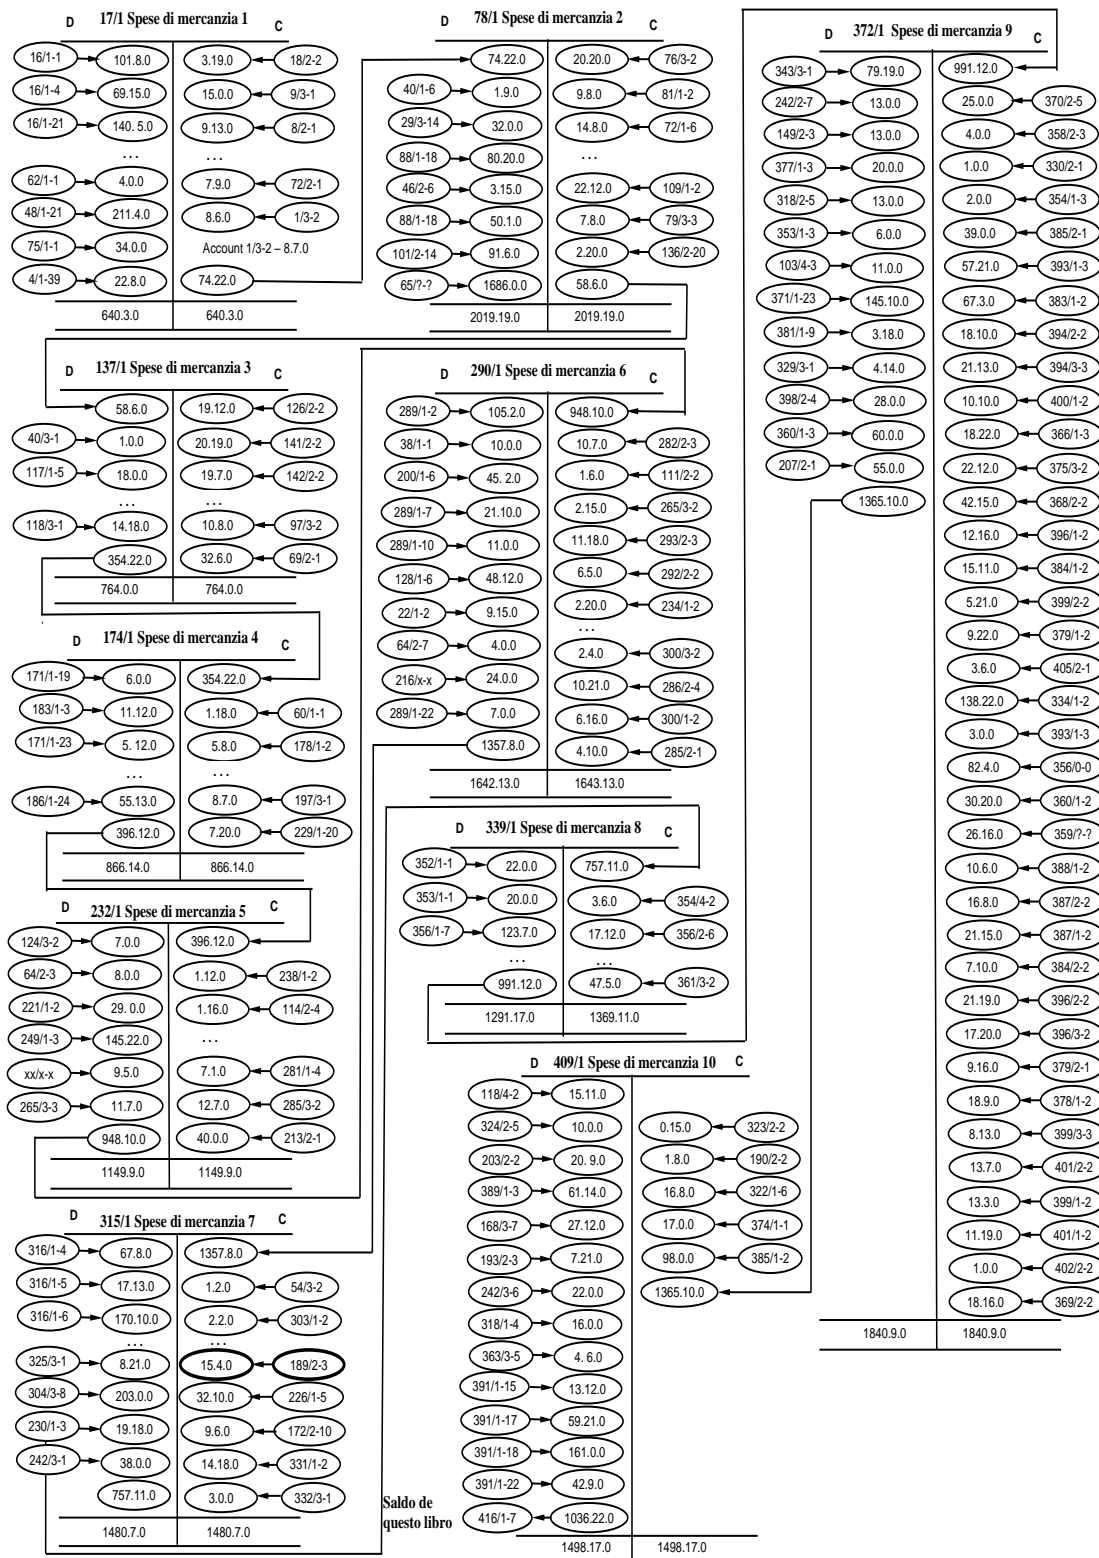 D 17/1 Spese di mercanzia 1 C
16/1-1 101.8.0 3.19.0 18/2-2
16/1-4 69.15.0 15.0.0 9/3-1
16/1-21 140. 5.0 9.13.0 8/2-1
... ...
62/1-1 4.0.0 7.9.0 72/2-1
48/1-21 211.4.0 8.6.0 1/3-2
75/1-1 34.0.0 Account 1/3-2 – 8.7.0
4/1-39 22.8.0 74.22.0
640.3.0 640.3.0
D 78/1 Spese di mercanzia 2 C
74.22.0 20.20.0 76/3-2
40/1-6 1.9.0 9.8.0 81/1-2
29/3-14 32.0.0 14.8.0 72/1-6
88/1-18 80.20.0 ...
46/2-6 3.15.0 22.12.0 109/1-2
88/1-18 50.1.0 7.8.0 79/3-3
101/2-14 91.6.0 2.20.0 136/2-20
65/?-? 1686.0.0 58.6.0
2019.19.0 2019.19.0
D 137/1 Spese di mercanzia 3 C
58.6.0 19.12.0 126/2-2
40/3-1 1.0.0 20.19.0 141/2-2
117/1-5 18.0.0 19.7.0 142/2-2
... ...
118/3-1 14.18.0 10.8.0 97/3-2
354.22.0 32.6.0 69/2-1
764.0.0 764.0.0
D 174/1 Spese di mercanzia 4 C
171/1-19 6.0.0 354.22.0
183/1-3 11.12.0 1.18.0 60/1-1
171/1-23 5. 12.0 5.8.0 178/1-2
... ...
186/1-24 55.13.0 8.7.0 197/3-1
396.12.0 7.20.0 229/1-20
866.14.0 866.14.0
D 232/1 Spese di mercanzia 5 C
124/3-2 7.0.0 396.12.0
64/2-3 8.0.0 1.12.0 238/1-2
221/1-2 29. 0.0 1.16.0 114/2-4
249/1-3 145.22.0 ...
xx/x-x 9.5.0 7.1.0 281/1-4
265/3-3 11.7.0 12.7.0 285/3-2
948.10.0 40.0.0 213/2-1
1149.9.0 1149.9.0
D 290/1 Spese di mercanzia 6 C
289/1-2 105.2.0 948.10.0
38/1-1 10.0.0 10.7.0 282/2-3
200/1-6 45. 2.0 1.6.0 111/2-2
289/1-7 21.10.0 2.15.0 265/3-2
289/1-10 11.0.0 11.18.0 293/2-3
128/1-6 48.12.0 6.5.0 292/2-2
22/1-2 9.15.0 2.20.0 234/1-2
...
64/2-7 4.0.0 2.4.0 300/3-2
216/x-x 24.0.0 10.21.0 286/2-4
289/1-22 7.0.0 6.16.0 300/1-2
1357.8.0 4.10.0 285/2-1
1642.13.0 1643.13.0
D 315/1 Spese di mercanzia 7 C
316/1-4 67.8.0 1357.8.0
316/1-5 17.13.0 1.2.0 54/3-2
316/1-6 170.10.0 2.2.0 303/1-2
...
325/3-1 8.21.0 15.4.0 189/2-3
304/3-8 203.0.0 32.10.0 226/1-5
230/1-3 19.18.0 9.6.0 172/2-10
242/3-1 38.0.0 14.18.0 331/1-2
757.11.0 3.0.0 332/3-1
1480.7.0 1480.7.0
D 339/1 Spese di mercanzia 8 C
352/1-1 22.0.0 757.11.0
353/1-1 20.0.0 3.6.0 354/4-2
356/1-7 123.7.0 17.12.0 356/2-6
... ...
991.12.0 47.5.0 361/3-2
1291.17.0 1369.11.0
D 372/1 Spese di mercanzia 9 C
343/3-1 79.19.0 991.12.0
242/2-7 13.0.0 25.0.0 370/2-5
149/2-3 13.0.0 4.0.0 358/2-3
377/1-3 20.0.0 1.0.0 330/2-1
318/2-5 13.0.0 2.0.0 354/1-3
353/1-3 6.0.0 39.0.0 385/2-1
103/4-3 11.0.0 57.21.0 393/1-3
371/1-23 145.10.0 67.3.0 383/1-2
381/1-9 3.18.0 18.10.0 394/2-2
329/3-1 4.14.0 21.13.0 394/3-3
398/2-4 28.0.0 10.10.0 400/1-2
360/1-3 60.0.0 18.22.0 366/1-3
207/2-1 55.0.0 22.12.0 375/3-2
1365.10.0 42.15.0 368/2-2
12.16.0 396/1-2
15.11.0 384/1-2
5.21.0 399/2-2
9.22.0 379/1-2
3.6.0 405/2-1
138.22.0 334/1-2
3.0.0 393/1-3
82.4.0 356/0-0
30.20.0 360/1-2
26.16.0 359/?-?
10.6.0 388/1-2
16.8.0 387/2-2
21.15.0 387/1-2
7.10.0 384/2-2
21.19.0 396/2-2
17.20.0 396/3-2
9.16.0 379/2-1
18.9.0 378/1-2
8.13.0 399/3-3
13.7.0 401/2-2
13.3.0 399/1-2
11.19.0 401/1-2
1.0.0 402/2-2
18.16.0 369/2-2
1840.9.0 1840.9.0
D 409/1 Spese di mercanzia 10 C
118/4-2 15.11.0
324/2-5 10.0.0 0.15.0 323/2-2
203/2-2 20. 9.0 1.8.0 190/2-2
389/1-3 61.14.0 16.8.0 322/1-6
168/3-7 27.12.0 17.0.0 374/1-1
193/2-3 7.21.0 98.0.0 385/1-2
242/3-6 22.0.0 1365.10.0
318/1-4 16.0.0
363/3-5 4. 6.0
391/1-15 13.12.0
391/1-17 59.21.0
391/1-18 161.0.0
391/1-22 42.9.0
Saldo de
questo libro 416/1-7 1036.22.0
1498.17.0 1498.17.0